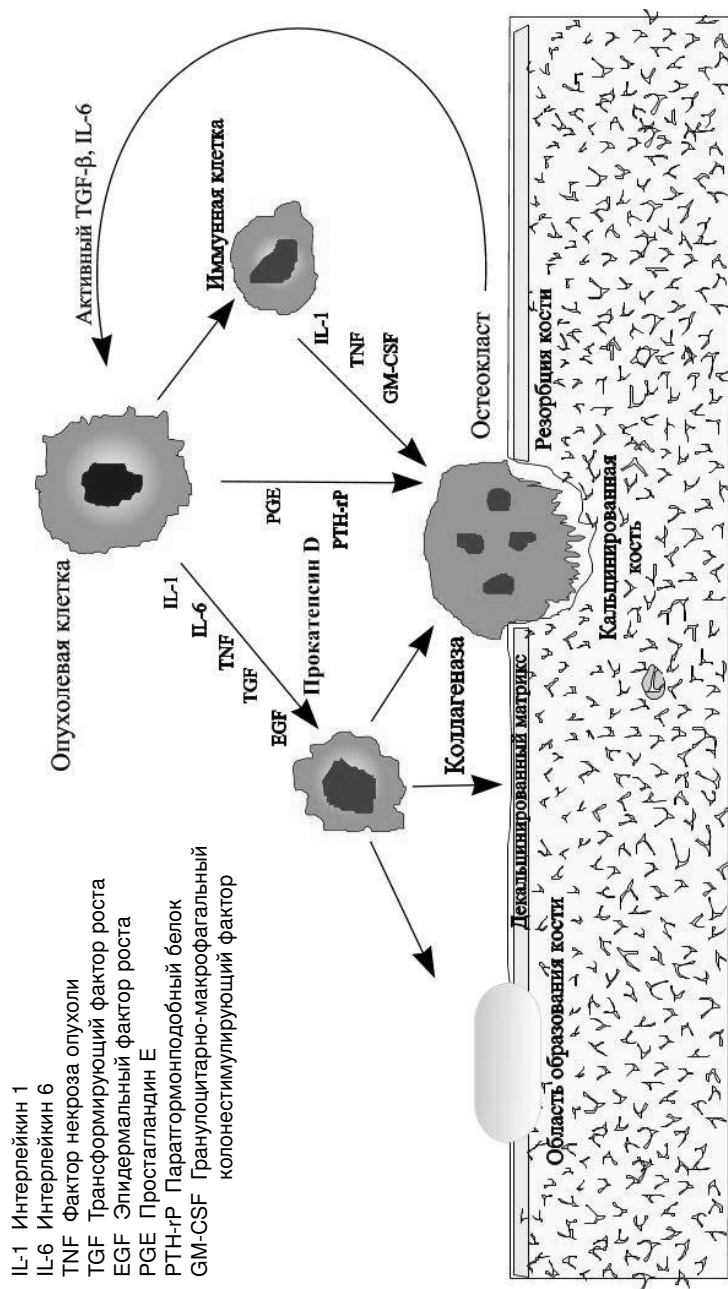 IL-1 Интерлейкин 1
IL-6 Интерлейкин 6
TNF Фактор некроза опухоли
TGF Трансформирующий фактор роста
EGF Эпидермальный фактор роста
PGE Простагландин Е
PTH-rP Паратгормонподобный белок
GM-CSF Гранулоцитарно-макрофагальный
колонестимулирующий фактор
Опухолевая клетка
Активный TGF-β, IL-6
Иммунная клетка
IL-1
IL-6
TNF
TGF
EGF
Прокатепсин D
PGE
PTH-rP
IL-1
TNF
GM-CSF
Коллагеназа
Остеокласт
Декальцинированный матрикс
Резорбция кости
Область образования кости
Кальцинированная
кость